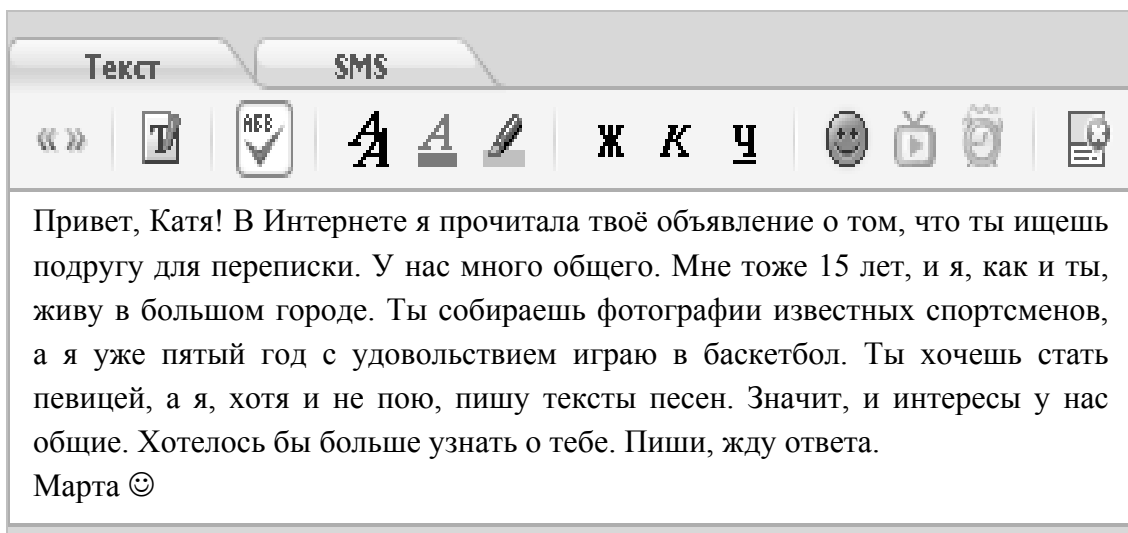 Текст SMS
«» T АБВ A A A Ж К Ч
Привет, Катя! В Интернете я прочитала твоё объявление о том, что ты ищешь
подругу для переписки. У нас много общего. Мне тоже 15 лет, и я, как и ты,
живу в большом городе. Ты собираешь фотографии известных спортсменов,
а я уже пятый год с удовольствием играю в баскетбол. Ты хочешь стать
певицей, а я, хотя и не пою, пишу тексты песен. Значит, и интересы у нас
общие. Хотелось бы больше узнать о тебе. Пиши, жду ответа.
Марта ☺